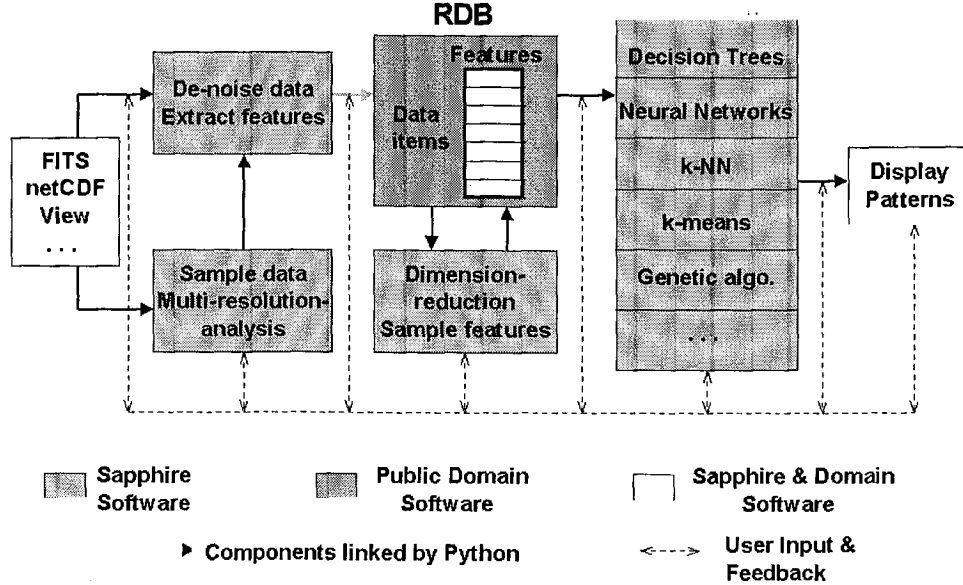 RDB
De-noise data
Extract features
Features
Data
items
Decision Trees
Neural Networks
k-NN
k-means
Genetic algo.
. . .
FITS
netCDF
View
. . .
Display
Patterns
Sample data
Multi-resolution-
analysis
Dimension-
reduction
Sample features
Sapphire
Software
Public Domain
Software
Sapphire & Domain
Software
Components linked by Python
User Input &
Feedback